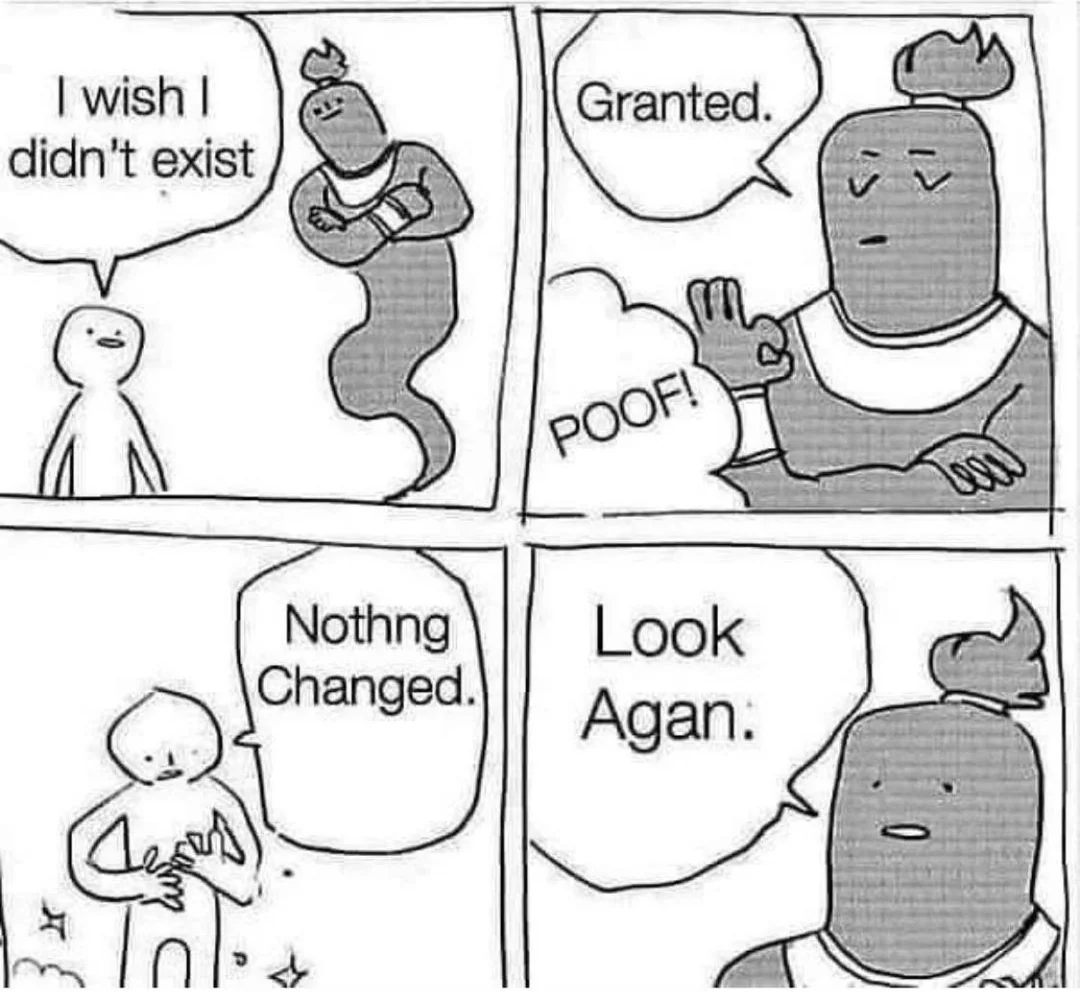 I wish I
didn't exist
Granted.
POOF!
Nothng
Changed.
Look
Agan.